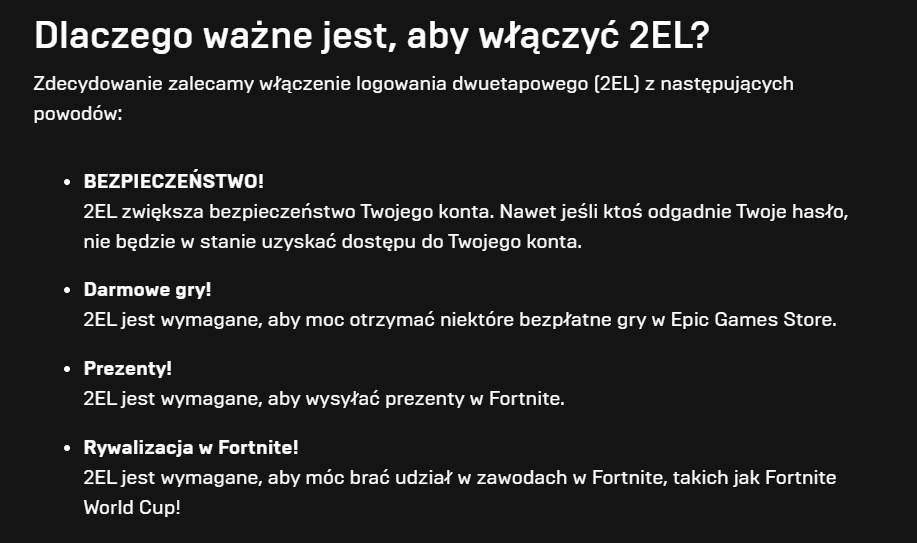 Dlaczego ważne jest, aby włączyć 2EL?
Zdecydowanie zalecamy włączenie logowania dwuetapowego (2EL) z następujących
powodów:
• BEZPIECZEŃSTWO!
2EL zwiększa bezpieczeństwo Twojego konta. Nawet jeśli ktoś odgadnie Twoje hasło,
nie będzie w stanie uzyskać dostępu do Twojego konta.
• Darmowe gry!
2EL jest wymagane, aby moc otrzymać niektóre bezpłatne gry w Epic Games Store.
• Prezenty!
2EL jest wymagane, aby wysyłać prezenty w Fortnite.
• Rywalizacja w Fortnite!
2EL jest wymagane, aby móc brać udział w zawodach w Fortnite, takich jak Fortnite
World Cup!